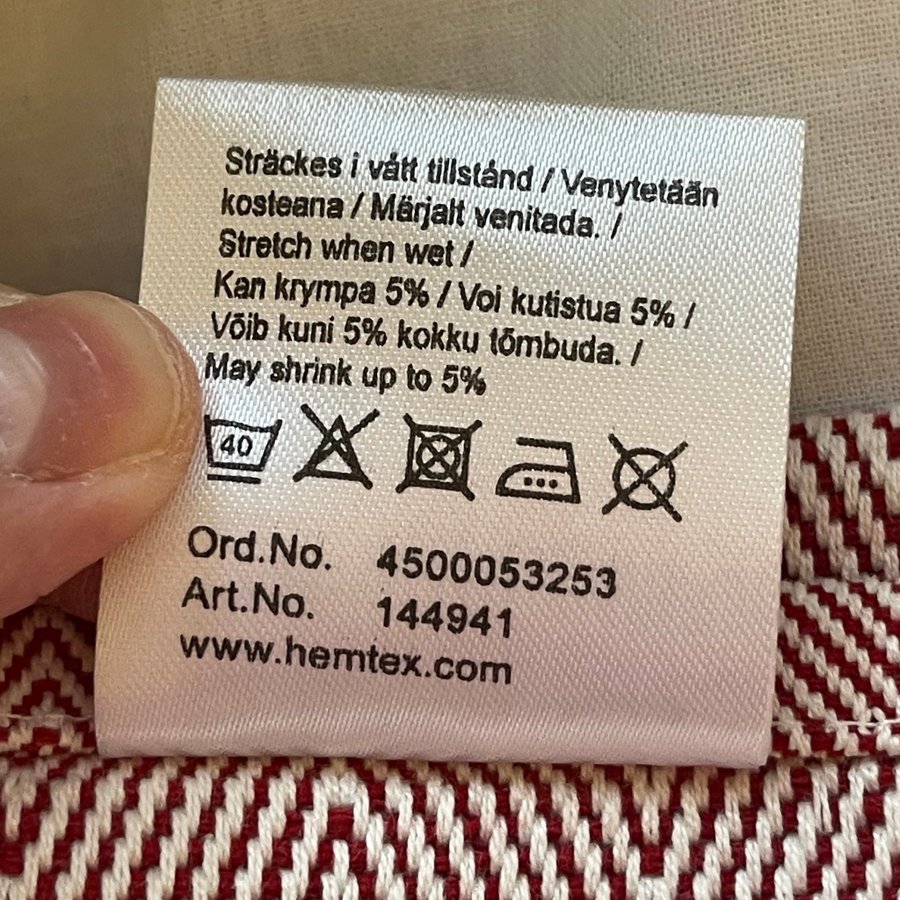 Sträckes i vått tillstånd / Venytetään
kosteana / Märjalt venitada. /
Stretch when wet /
Kan krympa 5% / Voi kutistua 5% /
Võib kuni 5% kokku tõmbuda. /
May shrink up to 5%
40
Ord.No. 4500053253
Art.No. 144941
www.hemtex.com